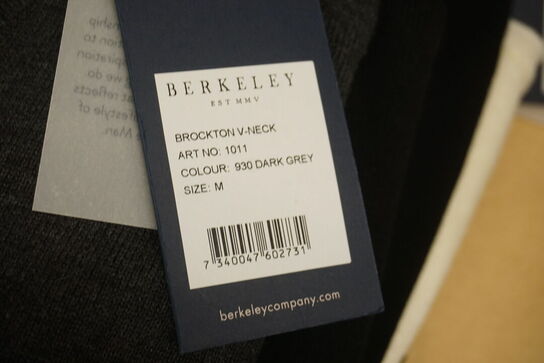 BERKELEY
EST MMV
BROCKTON V-NECK
ART NO: 1011
COLOUR: 930 DARK GREY
SIZE: M
7 340047 602731
berkeleycompany.com